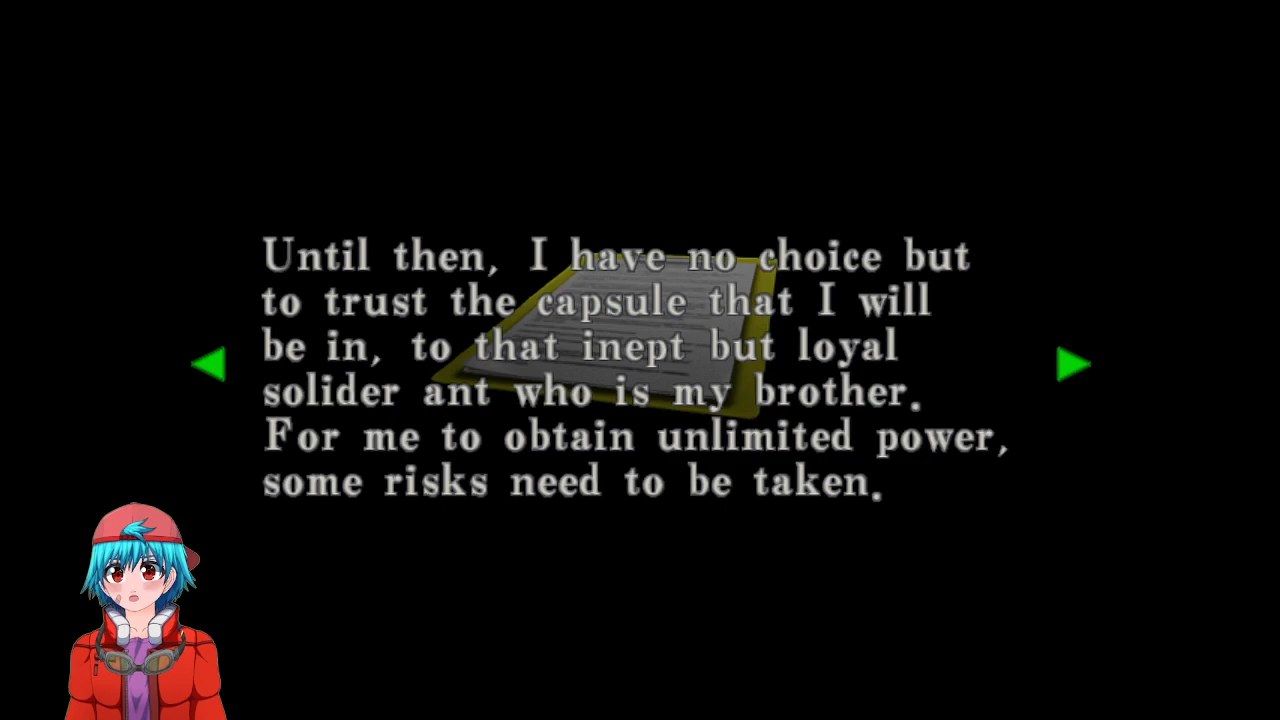 Until then, I have no choice but
to trust the capsule that I will
be in, to that inept but loyal
solider ant who is my brother.
For me to obtain unlimited power,
some risks need to be taken.